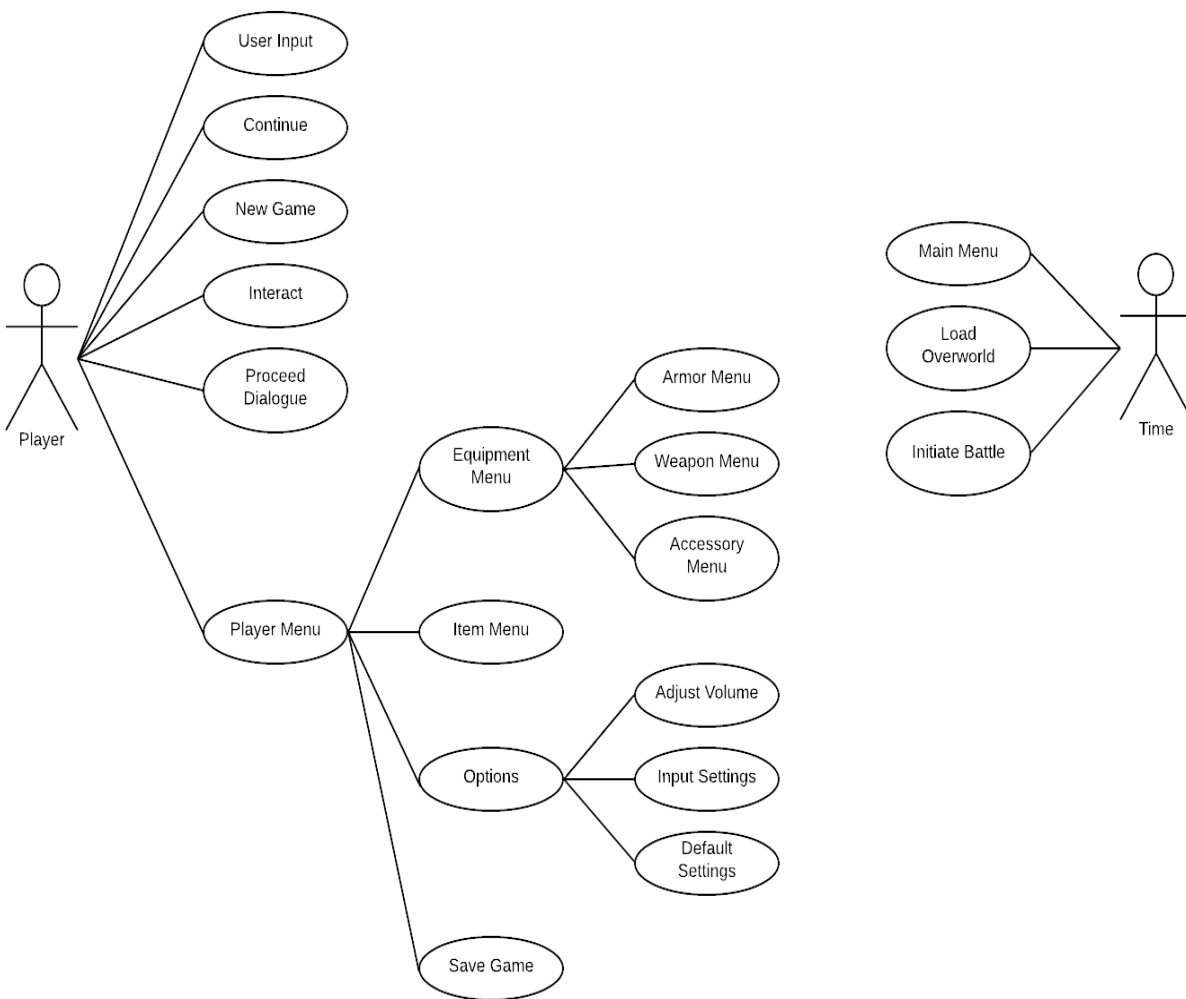 User Input
Continue
New Game
Interact
Proceed
Dialogue
Player
Player Menu
Equipment
Menu
Armor Menu
Weapon Menu
Accessory
Menu
Item Menu
Options
Adjust Volume
Input Settings
Default
Settings
Save Game
Main Menu
Load
Overworld
Initiate Battle
Time